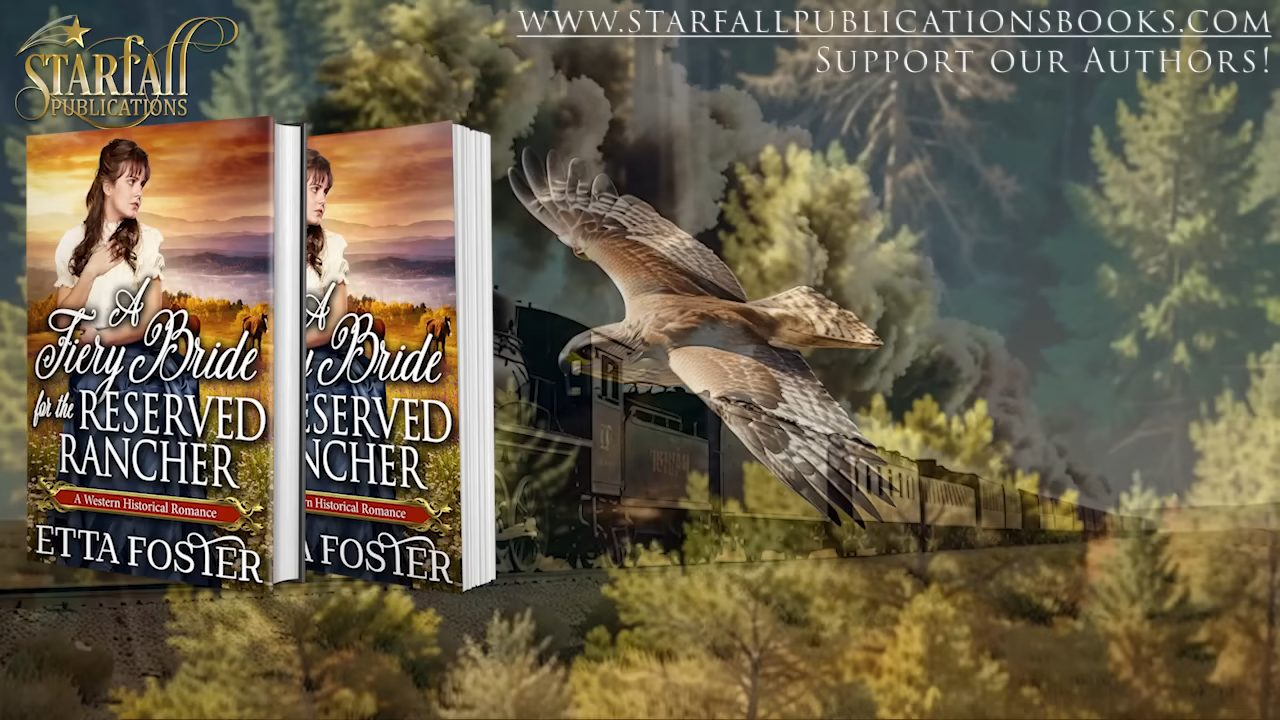 STARfall
PUBLICATIONS
WWW.STARFALLPUBLICATIONSBOOKS.COM
SUPPORT OUR AUTHORS!
A
Fiery Bride
for the RESERVED
RANCHER
A Western Historical Romance
ETTA FOSTER
A
Bride
ESERVED
NCHER
rn Historical Romance
A FOSTER